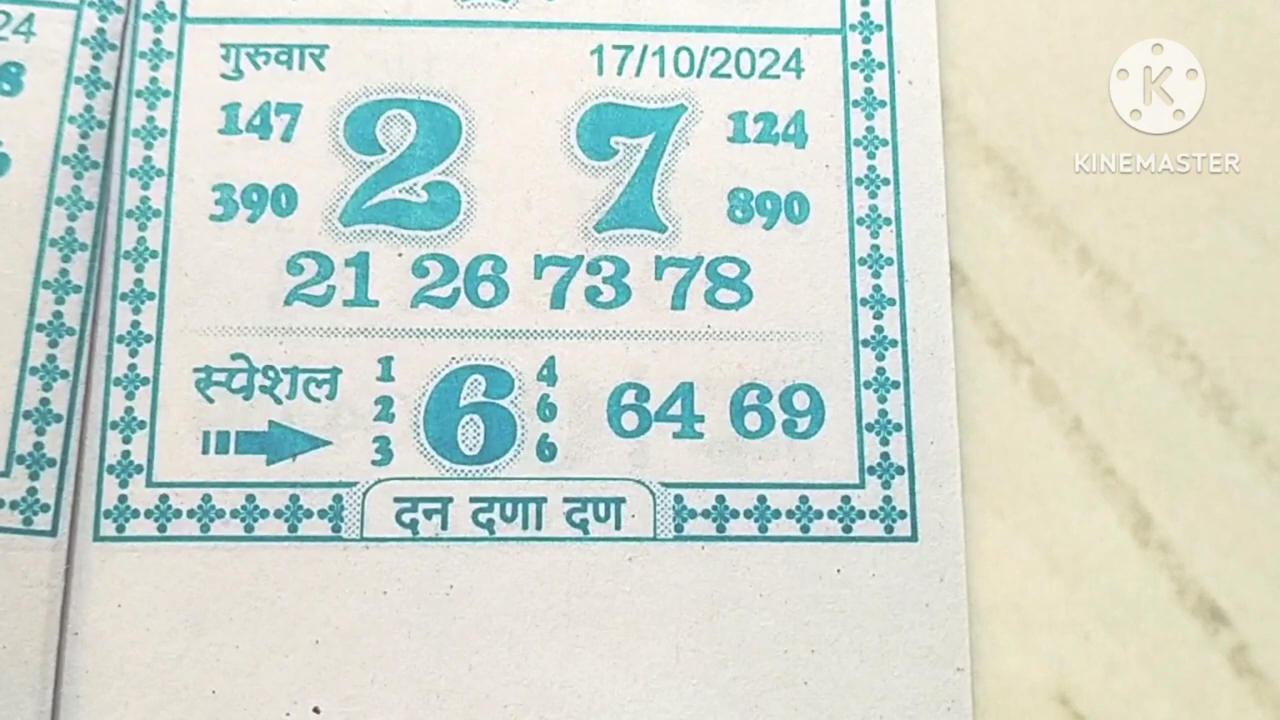 24
गुरुवार 17/10/2024
147 2 7 124
390 890
21 26 73 78
स्पेशल 1 2 3 6 4 6 6 64 69
दन दणा दण
KINEMASTER